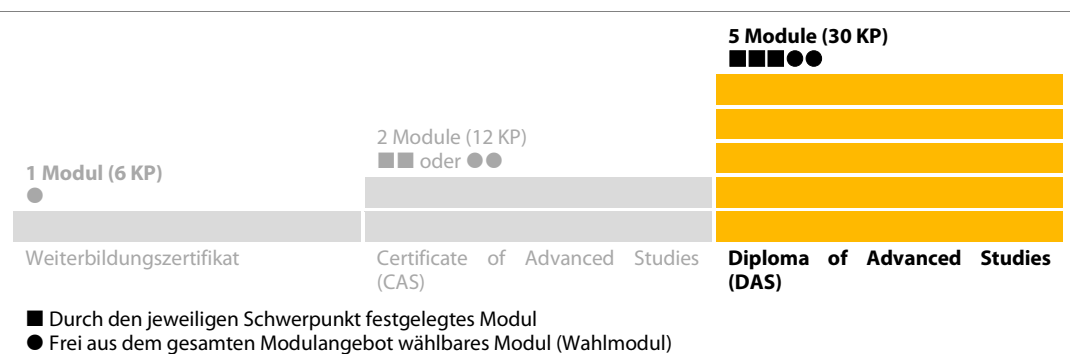 5 Module (30 KP)
■■■●●
2 Module (12 KP)
■■ oder ●●
1 Modul (6 KP)
●
Weiterbildungszertifikat
Certificate of Advanced Studies
(CAS)
Diploma of Advanced Studies
(DAS)
■ Durch den jeweiligen Schwerpunkt festgelegtes Modul
● Frei aus dem gesamten Modulangebot wählbares Modul (Wahlmodul)